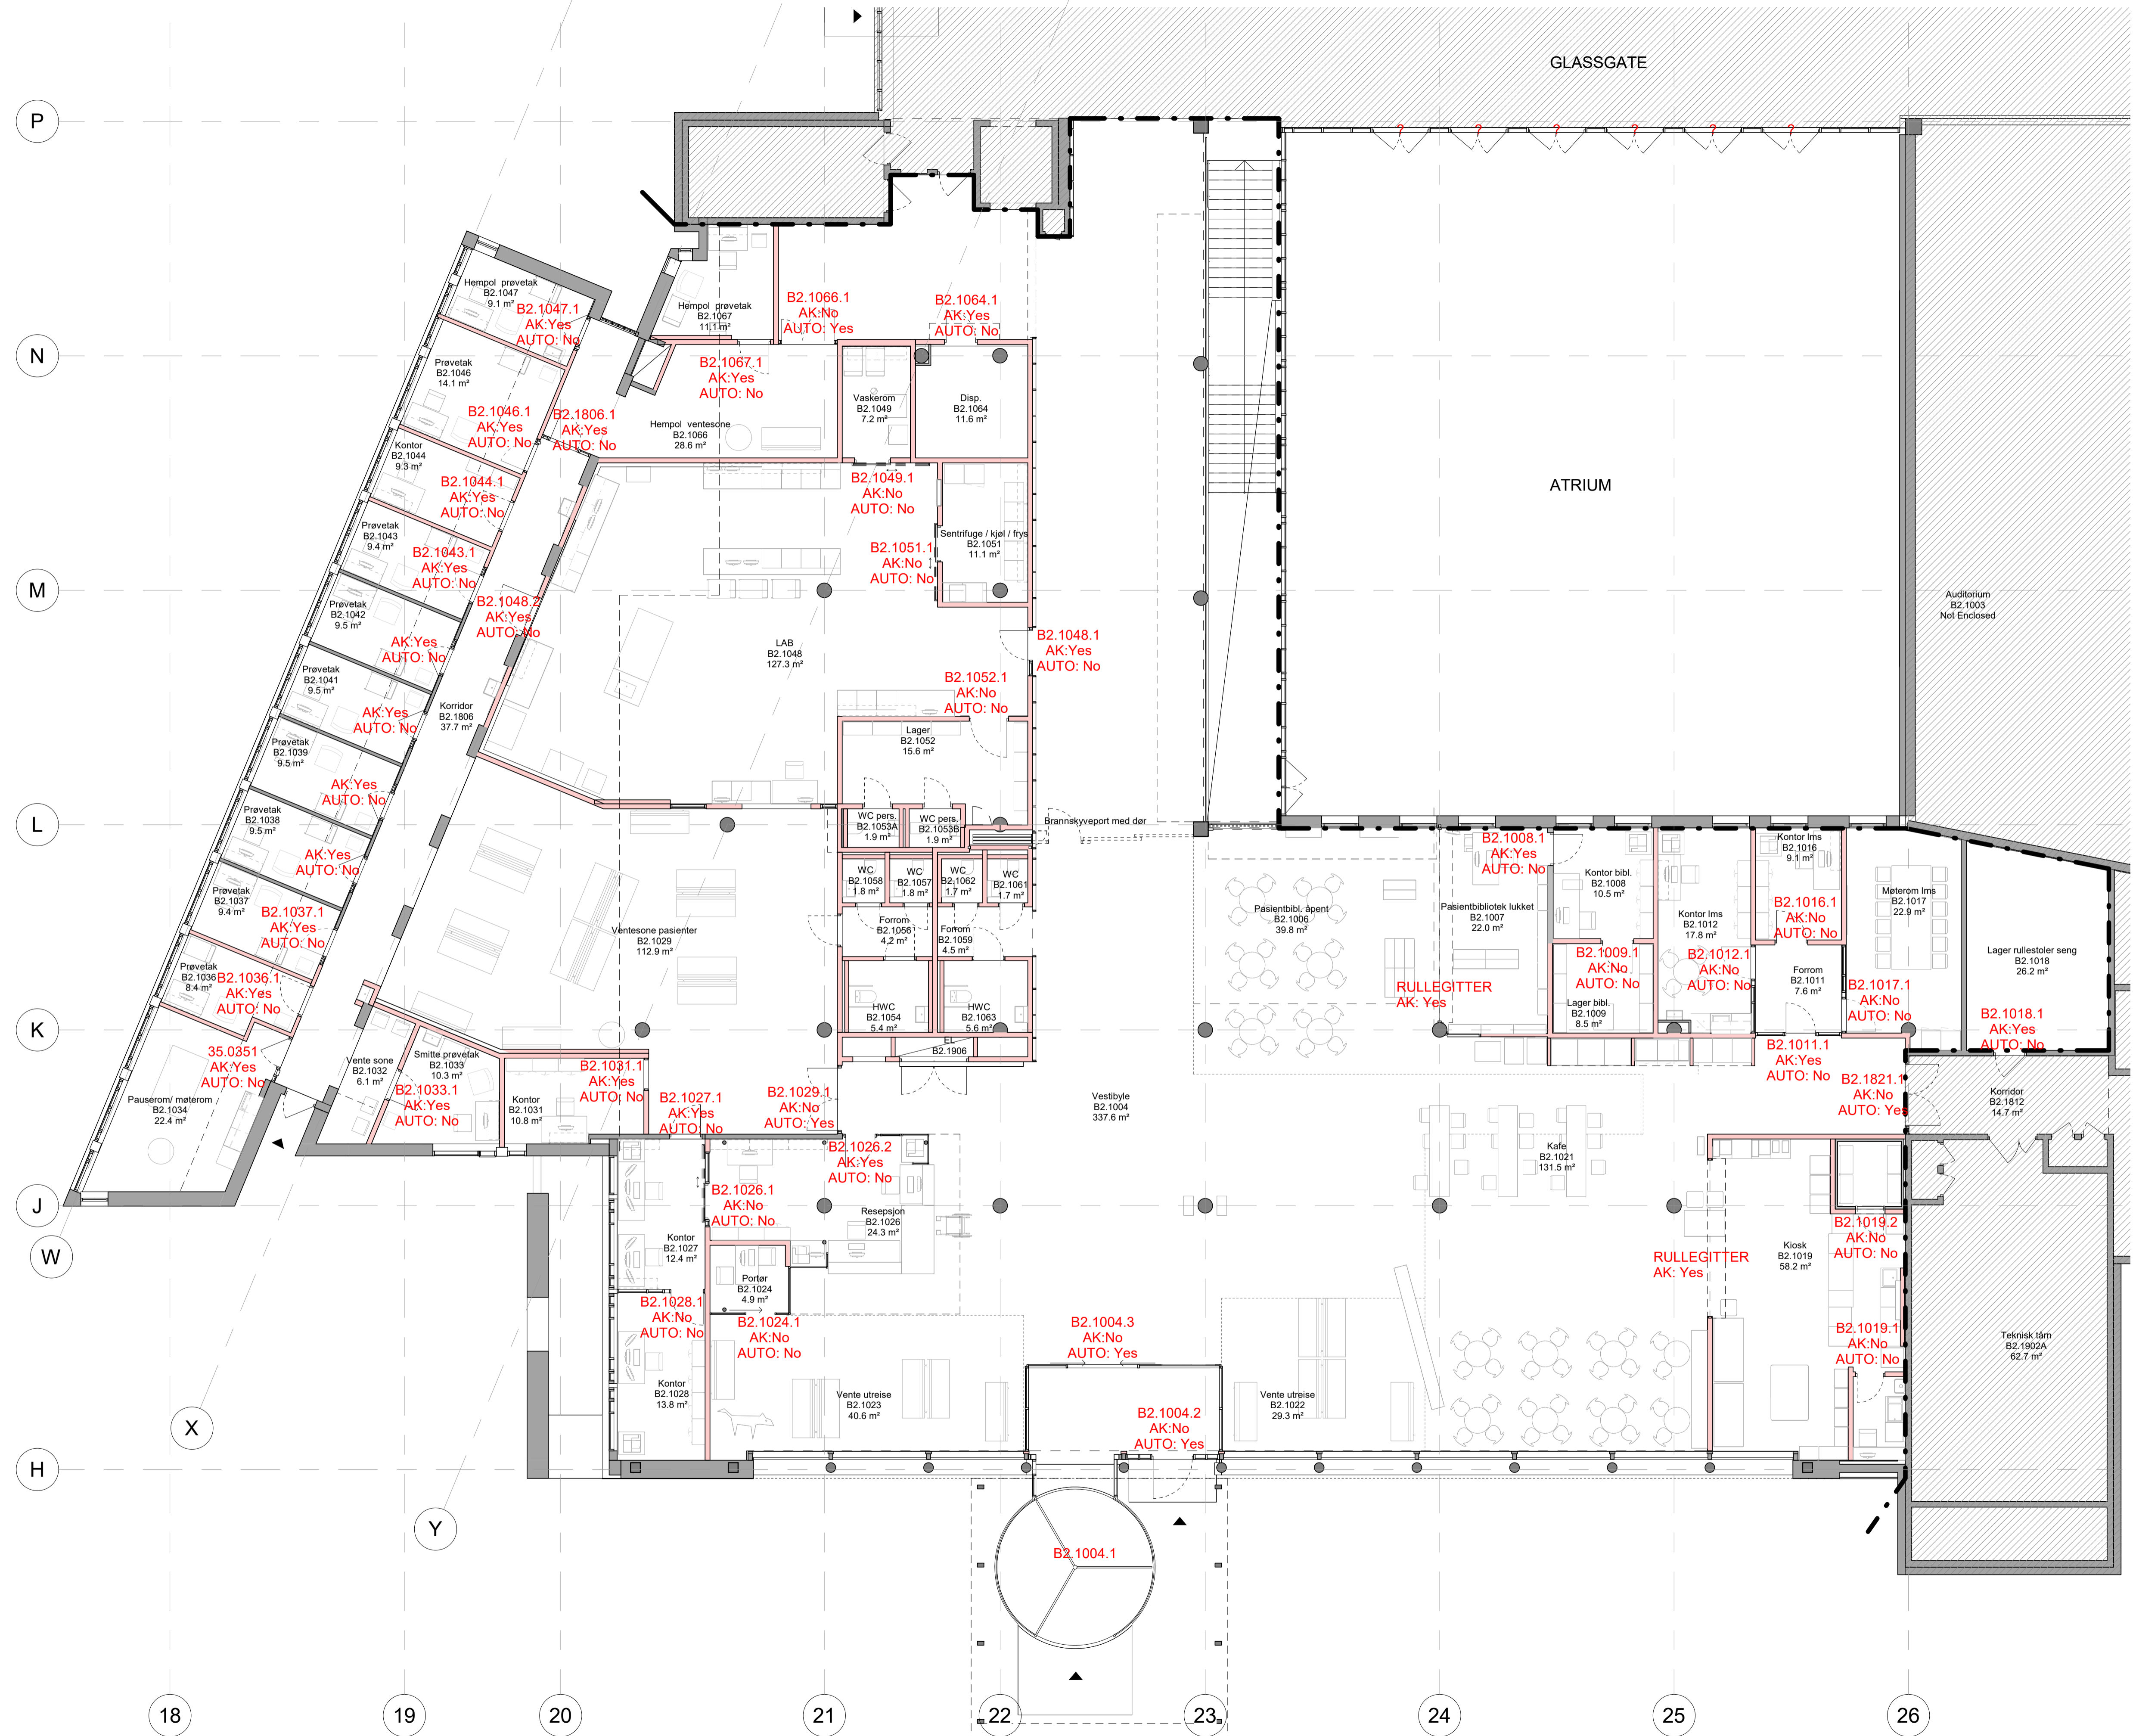 GLASSGATE
P
?
?
?
?
?
?
Hempol prøvetak
B2.1047
9.1 m²
B2.1047.1
AK:Yes
AUTO: No
Hempol prøvetak
B2.1067
11.1 m²
B2.1066.1
AK:No
AUTO: Yes
B2.1064.1
AK:Yes
AUTO: No
N
Prøvetak
B2.1046
14.1 m²
B2.1046.1
AK:Yes
AUTO: No
B2.1806.1
AK:Yes
AUTO: No
B2.1067.1
AK:Yes
AUTO: No
Hempol ventesone
B2.1066
28.6 m²
Vaskerom
B2.1049
7.2 m²
Disp.
B2.1064
11.6 m²
Kontor
B2.1044
9.3 m²
B2.1044.1
AK:Yes
AUTO: No
B2.1049.1
AK:No
AUTO: No
ATRIUM
Prøvetak
B2.1043
9.4 m²
B2.1043.1
AK:Yes
AUTO: No
B2.1051.1
AK:No
AUTO: No
Sentrifuge / kjøl / frys
B2.1051
11.1 m²
M
Prøvetak
B2.1042
9.5 m²
AK:Yes
AUTO: No
B2.1048.2
AK:Yes
AUTO: No
Auditorium
B2.1003
Not Enclosed
LAB
B2.1048
127.3 m²
B2.1048.1
AK:Yes
AUTO: No
Prøvetak
B2.1041
9.5 m²
AK:Yes
AUTO: No
Korridor
B2.1806
37.7 m²
B2.1052.1
AK:No
AUTO: No
Prøvetak
B2.1039
9.5 m²
AK:Yes
AUTO: No
Lager
B2.1052
15.6 m²
L
Prøvetak
B2.1038
9.5 m²
AK:Yes
AUTO: No
WC pers.
B2.1053A
1.9 m²
WC pers.
B2.1053B
1.9 m²
Brannskyveport med dør
B2.1008.1
AK:Yes
AUTO: No
Kontor lms
B2.1016
9.1 m²
Prøvetak
B2.1037
9.4 m²
B2.1037.1
AK:Yes
AUTO: No
WC
B2.1058
1.8 m²
WC
B2.1057
1.8 m²
WC
B2.1062
1.7 m²
WC
B2.1061
1.7 m²
Kontor bibl.
B2.1008
10.5 m²
Møterom lms
B2.1017
22.9 m²
Ventesone pasienter
B2.1029
112.9 m²
Forrom
B2.1056
4.2 m²
Forrom
B2.1059
4.5 m²
Pasientbibl. åpent
B2.1006
39.8 m²
Pasientbibliotek lukket
B2.1007
22.0 m²
Kontor lms
B2.1012
17.8 m²
B2.1016.1
AK:No
AUTO: No
Prøvetak
B2.1036
8.4 m²
B2.1036.1
AK:Yes
AUTO: No
B2.1009.1
AK:No
AUTO: No
B2.1012.1
AK:No
AUTO: No
Forrom
B2.1011
7.6 m²
Lager rullestoler seng
B2.1018
26.2 m²
RULLEGITTER
AK: Yes
B2.1017.1
AK:No
AUTO: No
K
HWC
B2.1054
5.4 m²
HWC
B2.1063
5.6 m²
Lager bibl.
B2.1009
8.5 m²
B2.1018.1
AK:Yes
AUTO: No
EL
B2.1906
35.0351
AK:Yes
AUTO: No
Vente sone
B2.1032
6.1 m²
Smitte prøvetak
B2.1033
10.3 m²
B2.1033.1
AK:Yes
AUTO: No
B2.1031.1
AK:Yes
AUTO: No
B2.1011.1
AK:Yes
AUTO: No
Pauserom/ møterom
B2.1034
22.4 m²
Kontor
B2.1031
10.8 m²
B2.1027.1
AK:Yes
AUTO: No
B2.1029.1
AK:No
AUTO: Yes
Vestibyle
B2.1004
337.6 m²
B2.1821.1
AK:No
AUTO: Yes
Korridor
B2.1812
14.7 m²
B2.1026.2
AK:Yes
AUTO: No
Kafe
B2.1021
131.5 m²
J
B2.1026.1
AK:No
AUTO: No
Resepsjon
B2.1026
24.3 m²
W
Kontor
B2.1027
12.4 m²
Portør
B2.1024
4.9 m²
RULLEGITTER
AK: Yes
Kiosk
B2.1019
58.2 m²
B2.1019.2
AK:No
AUTO: No
B2.1028.1
AK:No
AUTO: No
B2.1024.1
AK:No
AUTO: No
B2.1004.3
AK:No
AUTO: Yes
B2.1019.1
AK:No
AUTO: No
Teknisk tårn
B2.1902A
62.7 m²
Kontor
B2.1028
13.8 m²
Vente utreise
B2.1023
40.6 m²
B2.1004.2
AK:No
AUTO: Yes
Vente utreise
B2.1022
29.3 m²
X
H
Y
B2.1004.1
18
19
20
21
22
23
24
25
26